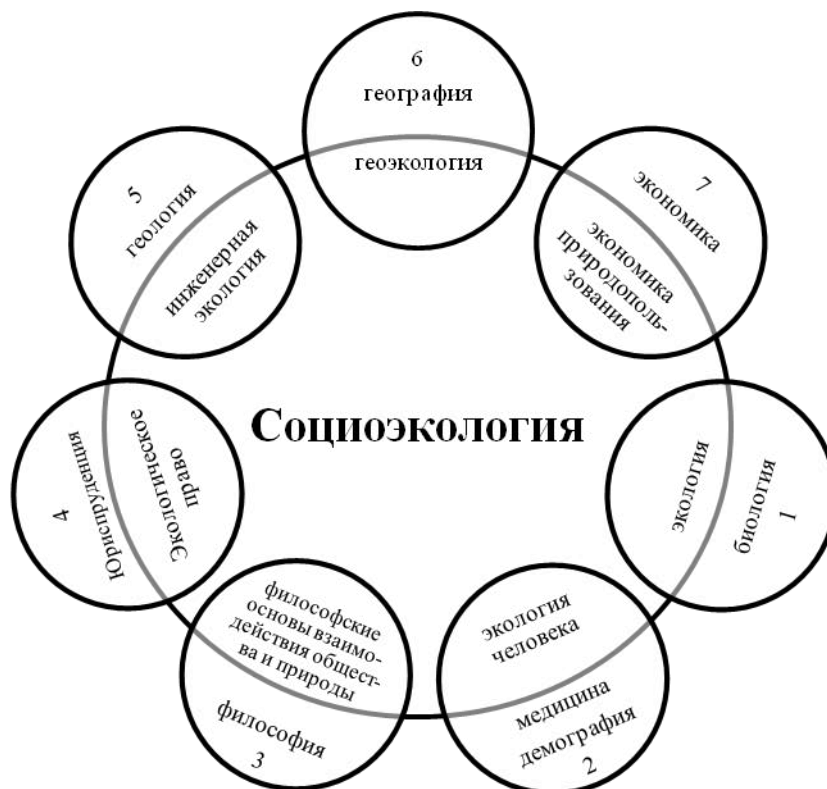 6
география
геоэкология
7
экономика
экономика
природополь-
зования
5
геология
инженерная
экология
Социоэкология
экология
биология
1
Экологическое
право
Юриспруденция
4
философские
основы взаимо-
действия общест-
ва и природы
философия
3
экология
человека
медицина
демография
2